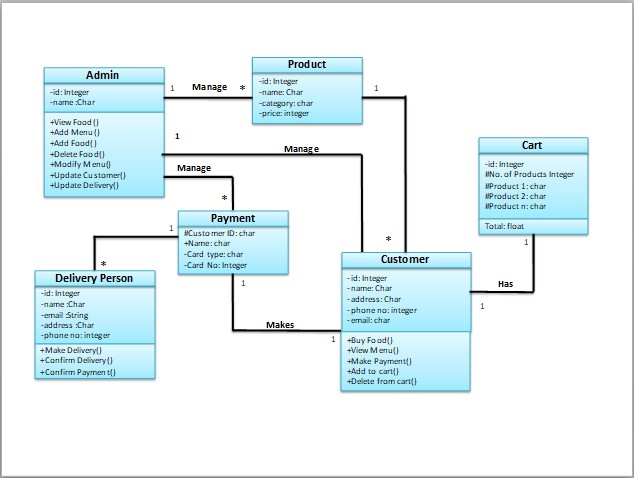 Admin
-id: Integer
-name :Char
+View Food()
+Add Menu()
+Add Food()
+Delete Food()
+Modify Menu()
+Update Customer()
+Update Delivery()
1
Manage
*
Product
-id: Integer
-name: Char
-category: char
-price: integer
1
1
Manage
*
Manage
*
Cart
-id: Integer
#No. of Products Integer
#Product 1: char
#Product 2: char
#Product n: char
Total: float
1
Has
1
Payment
#Customer ID: char
+Name: char
-Card type: char
-Card No: Integer
1
*
1
Makes
1
Delivery Person
-id: Integer
-name :Char
-email :String
-address :Char
-phone no: integer
+Make Delivery()
+Confirm Delivery()
+Confirm Payment()
Customer
-id: Integer
- name: Char
- address: Char
- phone no: integer
- email: char
+Buy Food()
+View Menu()
+Make Payment()
+Add to cart()
+Delete from cart()